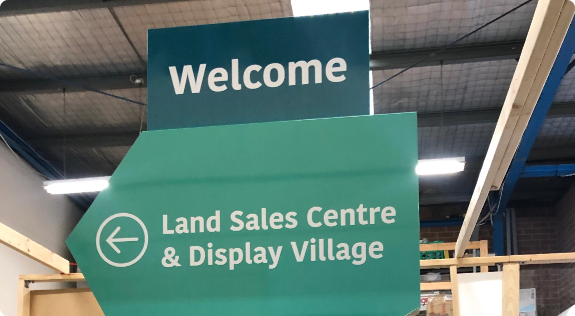 Welcome
Land Sales Centre
& Display Village